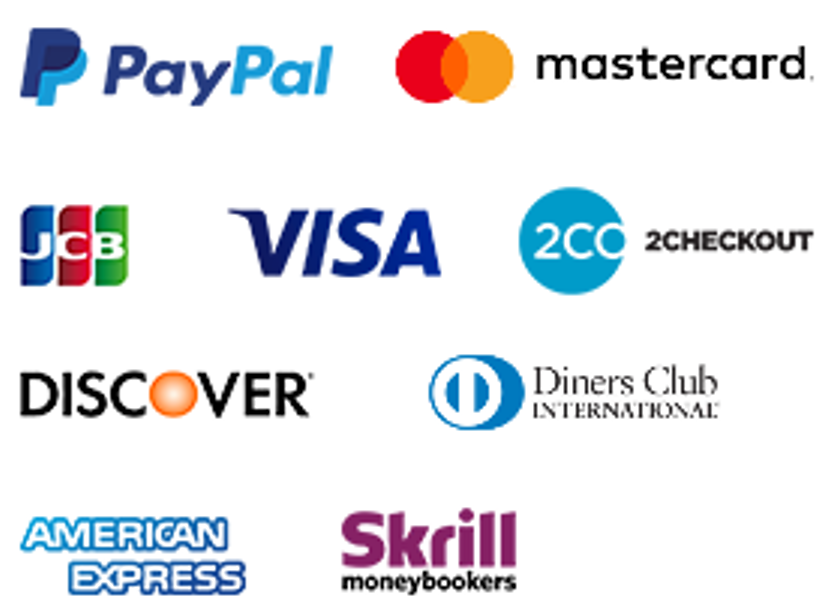 PayPal
mastercard.
JCB
VISA
2CO 2CHECKOUT
DISCOVER
Diners Club
INTERNATIONAL
AMERICAN
EXPRESS
Skrill
moneybookers